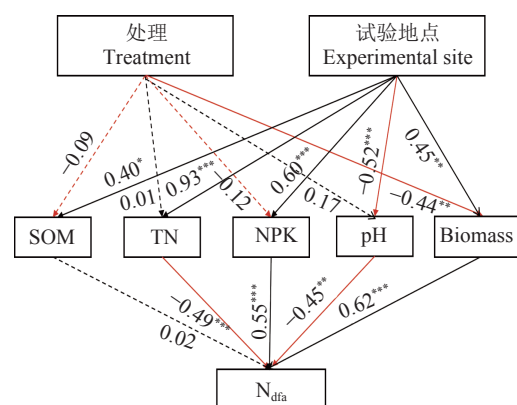 处理
Treatment
试验地点
Experimental site
−0.09
0.40*
0.01
0.93***
−0.12
0.60***
0.17
−0.52***
0.45**
−0.44**
SOM
TN
NPK
pH
Biomass
0.02
−0.49***
0.55***
−0.45**
0.62***
Ndfa